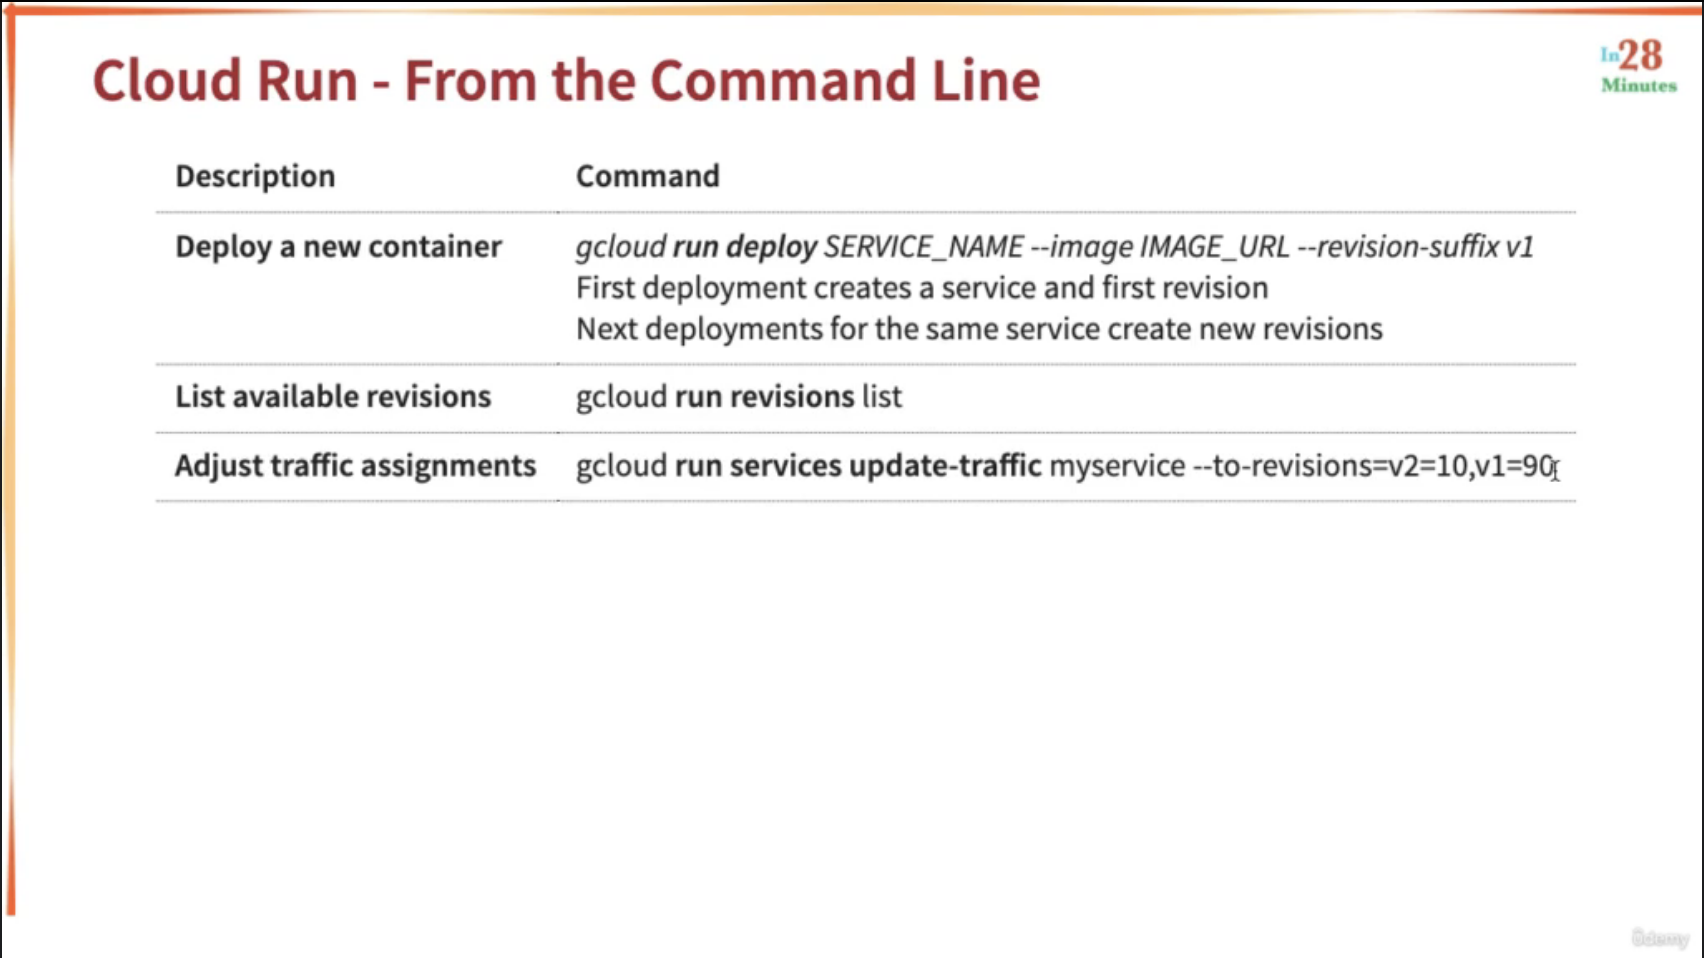 Cloud Run - From the Command Line
In28
Minutes
Description Command
Deploy a new container gcloud run deploy SERVICE_NAME --image IMAGE_URL --revision-suffix v1
First deployment creates a service and first revision
Next deployments for the same service create new revisions
List available revisions gcloud run revisions list
Adjust traffic assignments gcloud run services update-traffic myservice --to-revisions=v2=10,v1=90
ûdemy